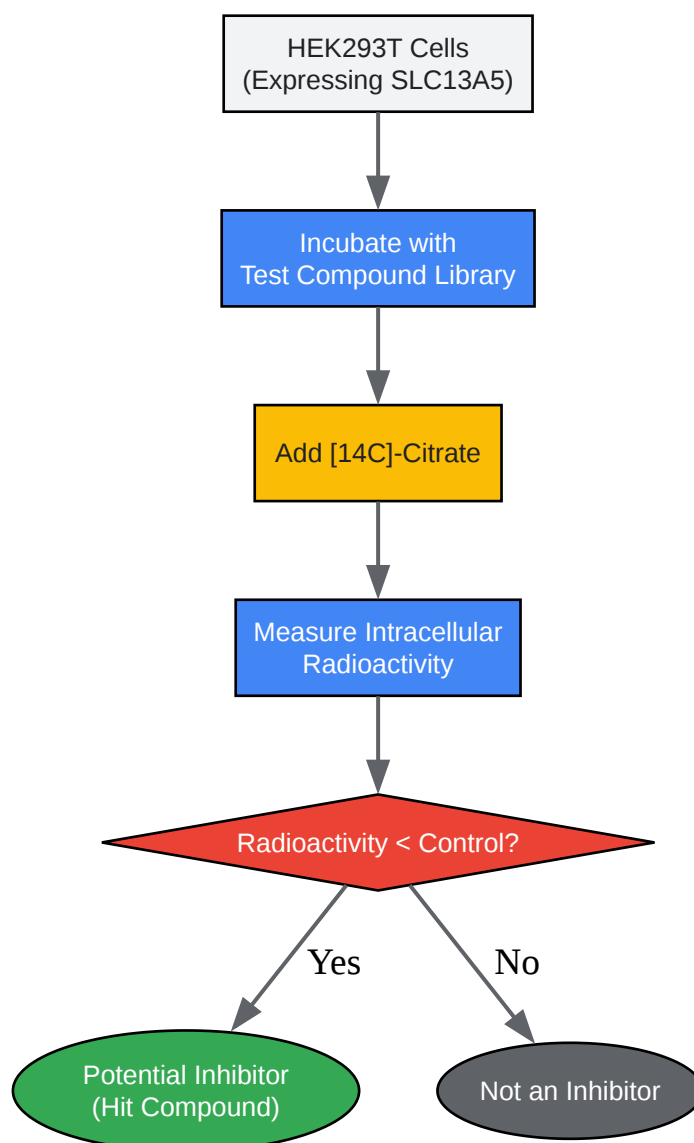 HEK293T Cells
(Expressing SLC13A5)
Incubate with
Test Compound Library
Add [14C]-Citrate
Measure Intracellular
Radioactivity
Radioactivity < Control?
Yes
No
Potential Inhibitor
(Hit Compound)
Not an Inhibitor